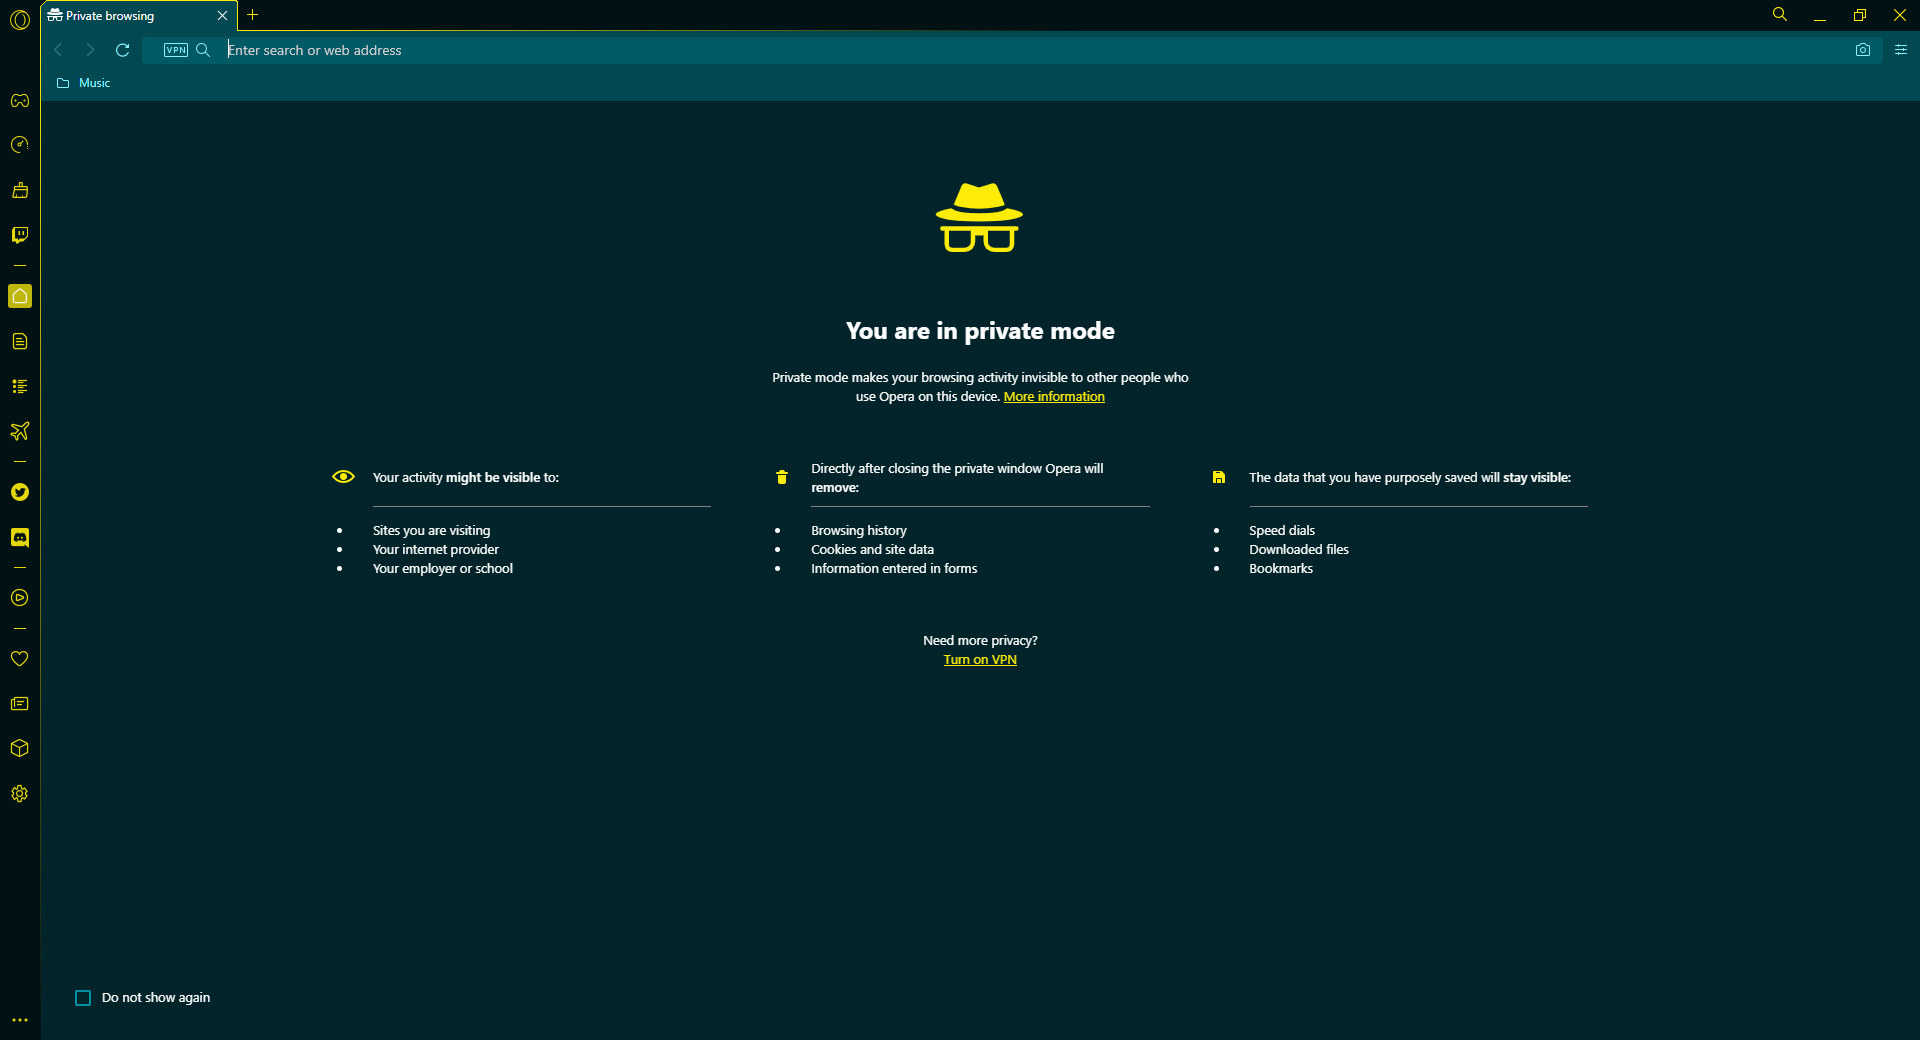 Private browsing
VPN
Enter search or web address
Music
You are in private mode
Private mode makes your browsing activity invisible to other people who
use Opera on this device. More information
Your activity might be visible to:
Sites you are visiting
Your internet provider
Your employer or school
Directly after closing the private window Opera will
remove:
Browsing history
Cookies and site data
Information entered in forms
The data that you have purposely saved will stay visible:
Speed dials
Downloaded files
Bookmarks
Need more privacy?
Turn on VPN
Do not show again